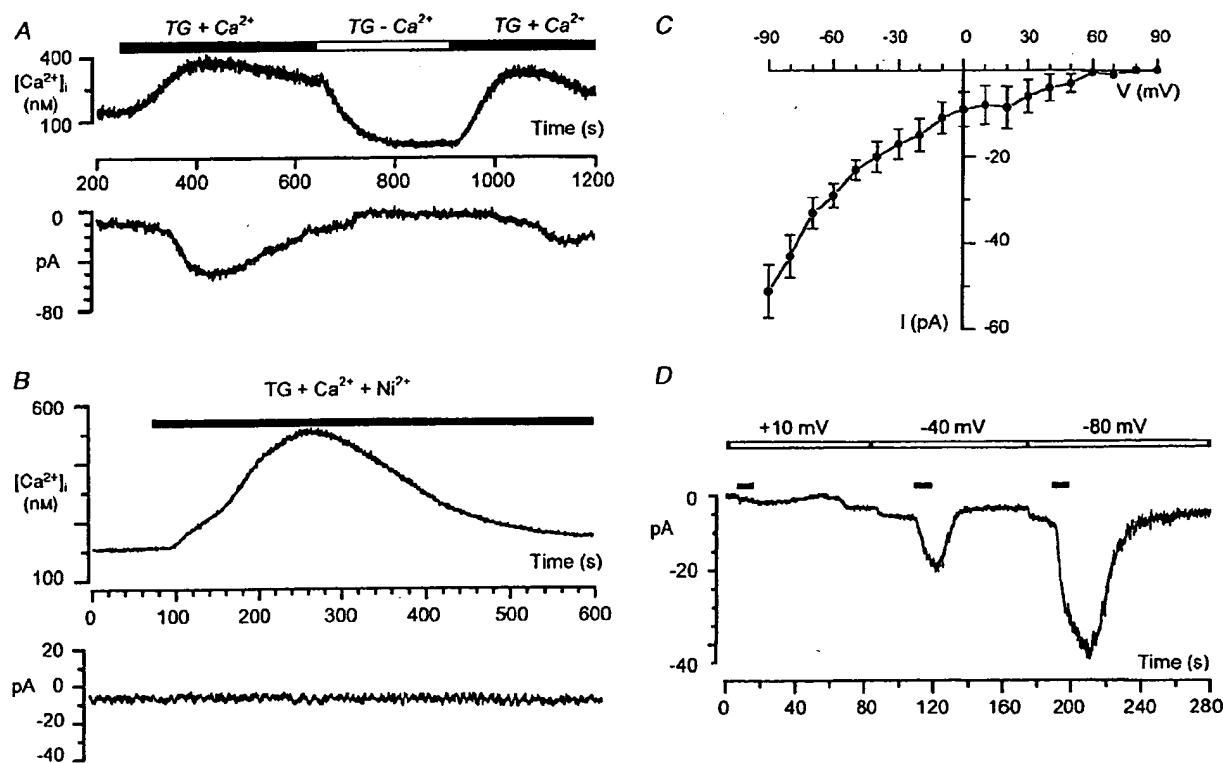 A
TG + Ca²⁺ TG - Ca²⁺ TG + Ca²⁺
400
[Ca²⁺]i
(nM)
100
Time (s)
200 400 600 800 1000 1200
0
pA
-80
B
TG + Ca²⁺ + Ni²⁺
600
[Ca²⁺]i
(nM)
100
Time (s)
0 100 200 300 400 600
20
pA 0
-20
-40
C
-90 -60 -30 0 30 60 90
V (mV)
-20
-40
I (pA) -60
D
+10 mV -40 mV -80 mV
0
pA
-20
-40
Time (s)
0 40 80 120 160 200 240 280